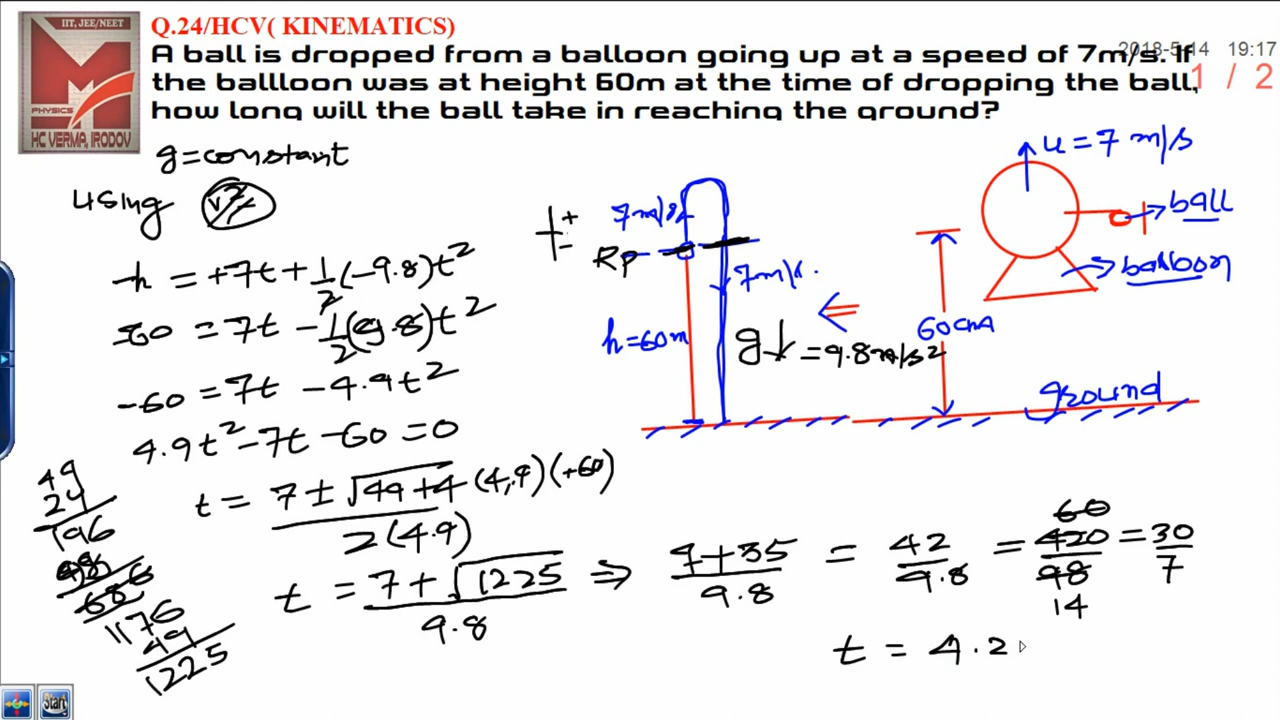 IIT, JEE/NEET
PHYSICS
HC VERMA, IRODOV
Q.24/HCV( KINEMATICS)
A ball is dropped from a balloon going up at a speed of 7m/s. If
the ballloon was at height 60m at the time of dropping the ball,
how long will the ball take in reaching the ground?
2018-5-14 19:17
1 / 2
g=constant
using
-h = +7t + 1/2 (-9.8)t²
-60 = 7t - 1/2 (9.8)t²
-60 = 7t - 4.9t²
4.9t² - 7t - 60 = 0
t = 7 ± √49 + 4 (4.9) (+60)
2 (4.9)
t = 7 + √1225 ⇒ 7+35 = 42 = 420 = 30
9.8 9.8 9.8 98 7
60
14
t = 4.2
49
24
196
98
686
1176
49
1225
+
-
7m/s
RP
7m/s.
h=60m
g↓ = 9.8m/s²
u = 7 m/s
ball
balloon
60
ground
Start